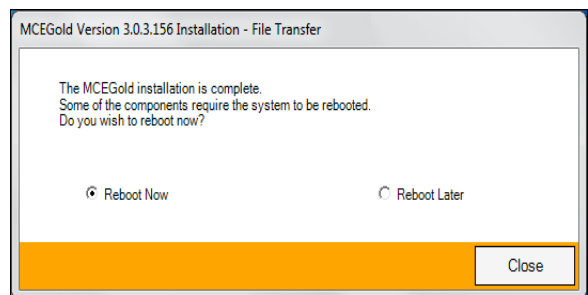 MCEGold Version 3.0.3.156 Installation - File Transfer
The MCEGold installation is complete.
Some of the components require the system to be rebooted.
Do you wish to reboot now?
Reboot Now
Reboot Later
Close